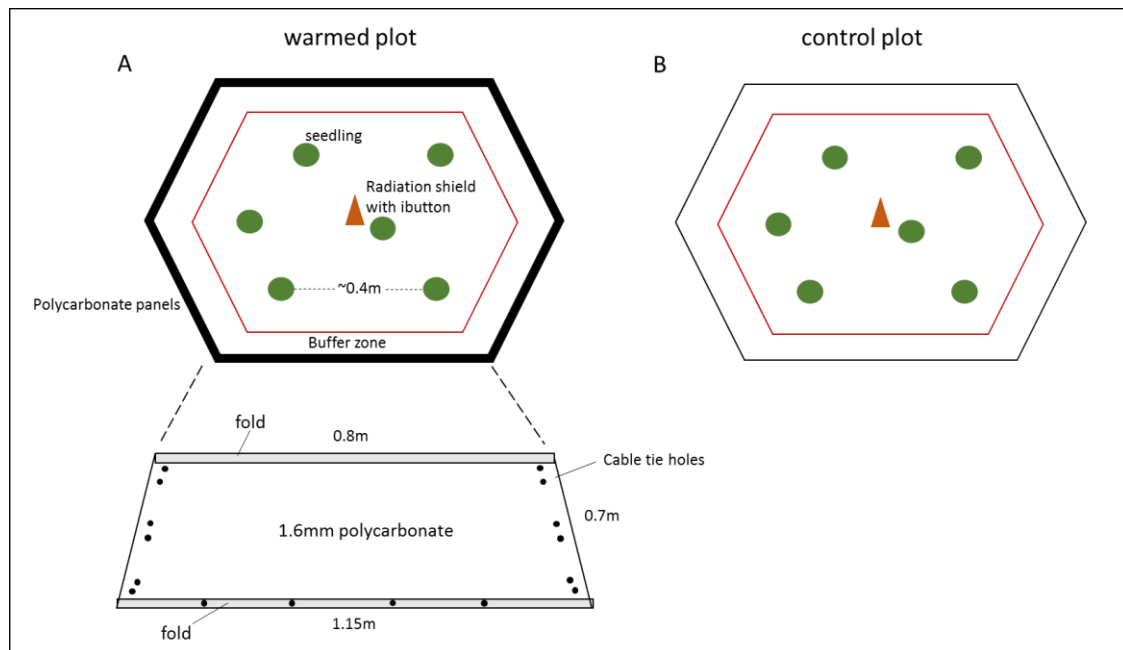 warmed plot
control plot
A
B
seedling
Radiation shield
with ibutton
~0.4m
Polycarbonate panels
Buffer zone
fold
0.8m
Cable tie holes
0.7m
1.6mm polycarbonate
fold
1.15m